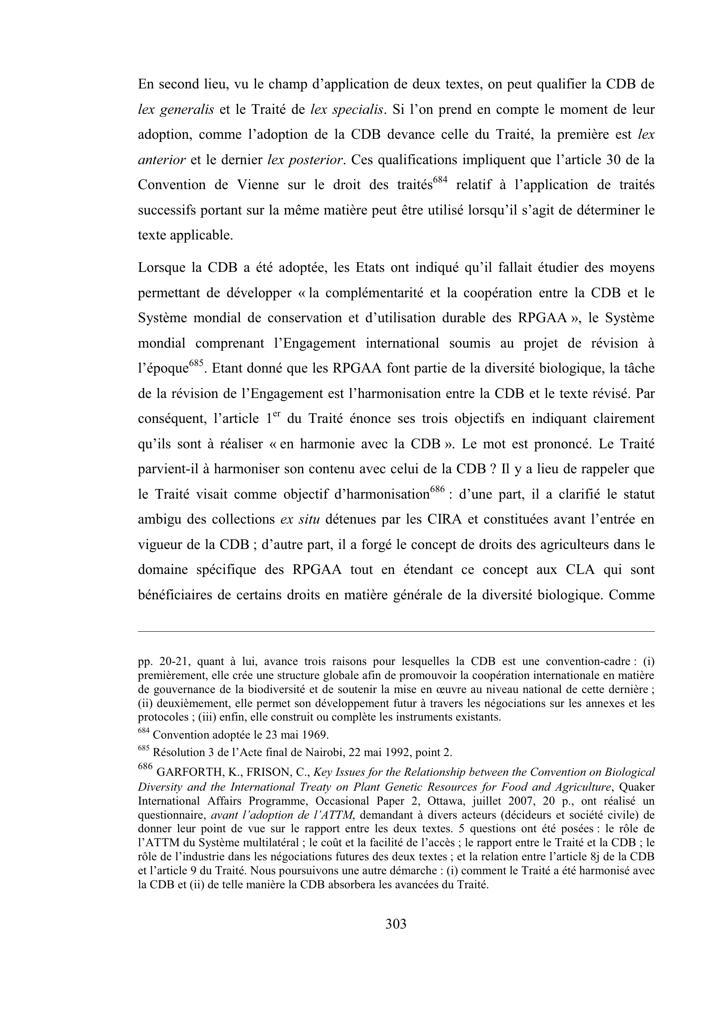 En second lieu, vu le champ d’application de deux textes, on peut qualifier la CDB de
lex generalis et le Traité de lex specialis. Si l’on prend en compte le moment de leur
adoption, comme l’adoption de la CDB devance celle du Traité, la première est lex
anterior et le dernier lex posterior. Ces qualifications impliquent que l’article 30 de la
Convention de Vienne sur le droit des traités684 relatif à l’application de traités
successifs portant sur la même matière peut être utilisé lorsqu’il s’agit de déterminer le
texte applicable.
Lorsque la CDB a été adoptée, les Etats ont indiqué qu’il fallait étudier des moyens
permettant de développer « la complémentarité et la coopération entre la CDB et le
Système mondial de conservation et d’utilisation durable des RPGAA », le Système
mondial comprenant l’Engagement international soumis au projet de révision à
l’époque685. Etant donné que les RPGAA font partie de la diversité biologique, la tâche
de la révision de l’Engagement est l’harmonisation entre la CDB et le texte révisé. Par
conséquent, l’article 1er du Traité énonce ses trois objectifs en indiquant clairement
qu’ils sont à réaliser « en harmonie avec la CDB ». Le mot est prononcé. Le Traité
parvient-il à harmoniser son contenu avec celui de la CDB ? Il y a lieu de rappeler que
le Traité visait comme objectif d’harmonisation686 : d’une part, il a clarifié le statut
ambigu des collections ex situ détenues par les CIRA et constituées avant l’entrée en
vigueur de la CDB ; d’autre part, il a forgé le concept de droits des agriculteurs dans le
domaine spécifique des RPGAA tout en étendant ce concept aux CLA qui sont
bénéficiaires de certains droits en matière générale de la diversité biologique. Comme
pp. 20-21, quant à lui, avance trois raisons pour lesquelles la CDB est une convention-cadre : (i)
premièrement, elle crée une structure globale afin de promouvoir la coopération internationale en matière
de gouvernance de la biodiversité et de soutenir la mise en œuvre au niveau national de cette dernière ;
(ii) deuxièmement, elle permet son développement futur à travers les négociations sur les annexes et les
protocoles ; (iii) enfin, elle construit ou complète les instruments existants.
684 Convention adoptée le 23 mai 1969.
685 Résolution 3 de l’Acte final de Nairobi, 22 mai 1992, point 2.
686 GARFORTH, K., FRISON, C., Key Issues for the Relationship between the Convention on Biological
Diversity and the International Treaty on Plant Genetic Resources for Food and Agriculture, Quaker
International Affairs Programme, Occasional Paper 2, Ottawa, juillet 2007, 20 p., ont réalisé un
questionnaire, avant l’adoption de l’ATTM, demandant à divers acteurs (décideurs et société civile) de
donner leur point de vue sur le rapport entre les deux textes. 5 questions ont été posées : le rôle de
l’ATTM du Système multilatéral ; le coût et la facilité de l’accès ; le rapport entre le Traité et la CDB ; le
rôle de l’industrie dans les négociations futures des deux textes ; et la relation entre l’article 8j de la CDB
et l’article 9 du Traité. Nous poursuivons une autre démarche : (i) comment le Traité a été harmonisé avec
la CDB et (ii) de telle manière la CDB absorbera les avancées du Traité.
303